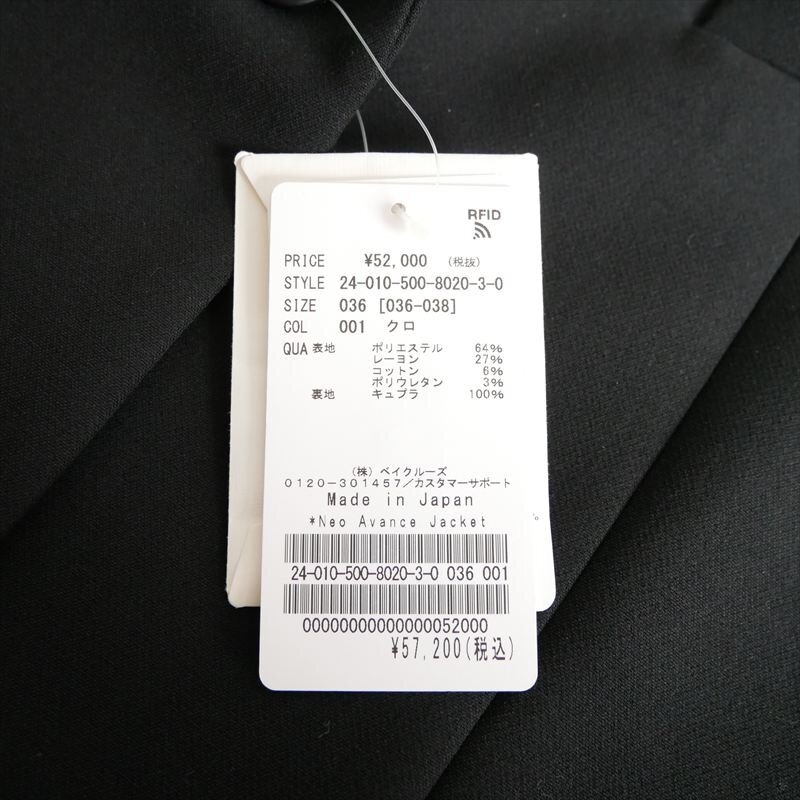 RFID
PRICE ¥52,000 (税抜)
STYLE 24-010-500-8020-3-0
SIZE 036 [036-038]
COL 001 クロ
QUA 表地 ポリエステル 64%
レーヨン 27%
コットン 6%
ポリウレタン 3%
裏地 キュプラ 100%
(株) ベイクルーズ
0120-301457/カスタマーサポート
Made in Japan
*Neo Avance Jacket
24-010-500-8020-3-0 036 001
00000000000000052000
¥57,200(税込)